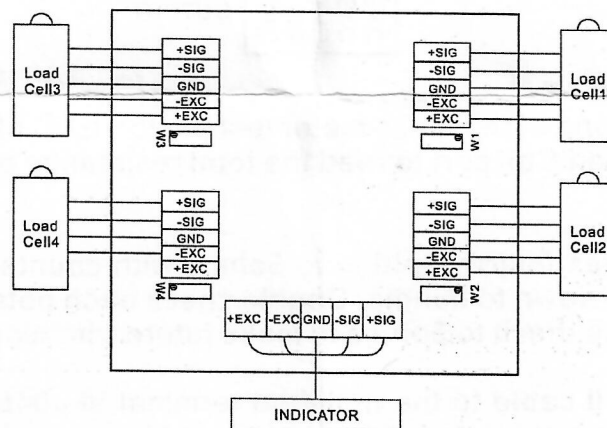 Load
Cell3
+SIG
-SIG
GND
-EXC
+EXC
W3
+SIG
-SIG
GND
-EXC
+EXC
W1
Load
Cell1
Load
Cell4
+SIG
-SIG
GND
-EXC
+EXC
W4
+SIG
-SIG
GND
-EXC
+EXC
W2
Load
Cell2
+EXC -EXC GND -SIG +SIG
INDICATOR